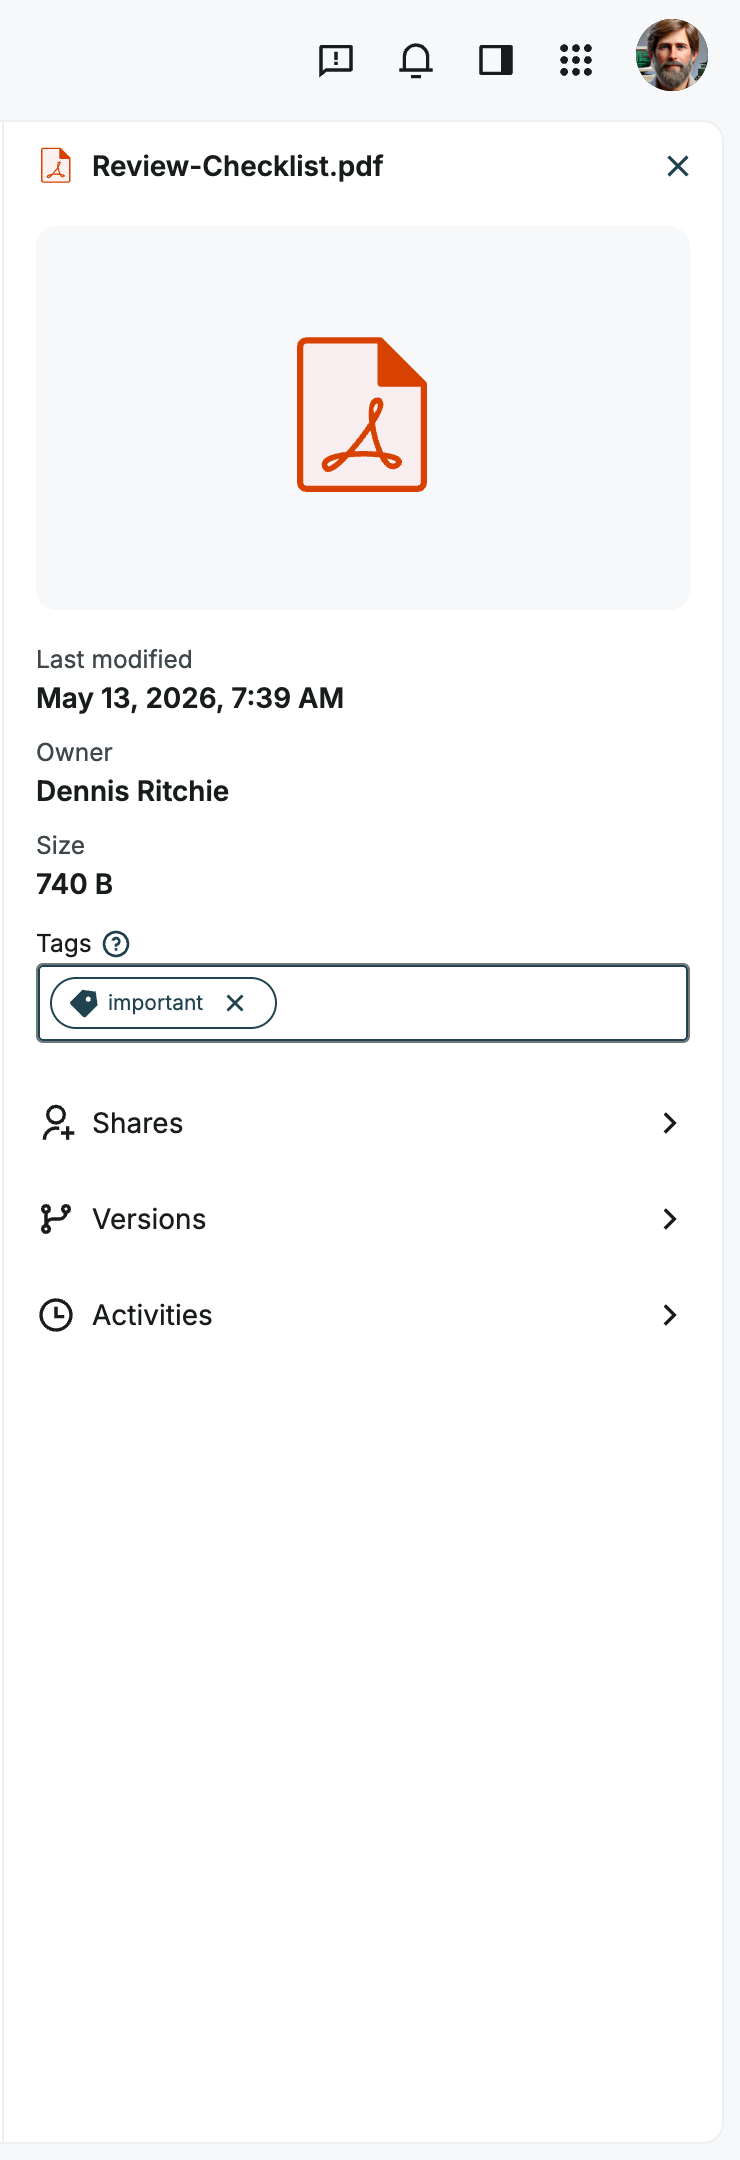 Review-Checklist.pdf
Last modified
May 13, 2026, 7:39 AM
Owner
Dennis Ritchie
Size
740 B
Tags
important
Shares
Versions
Activities